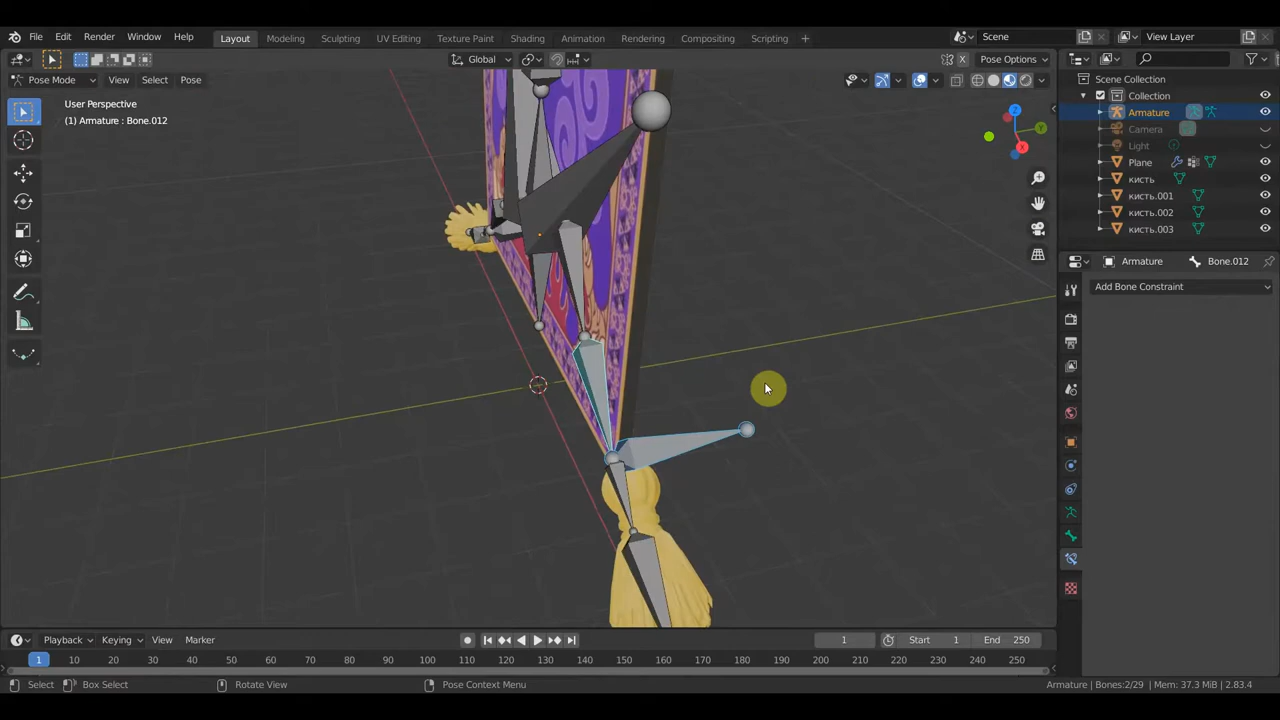 File Edit Render Window Help Layout Modeling Sculpting UV Editing Texture Paint Shading Animation Rendering Compositing Scripting Scene View Layer
Global Pose Options
Pose Mode View Select Pose
User Perspective
(1) Armature : Bone.012
X
Y
Z
Scene Collection
Collection
Armature
Camera
Light
Plane
кисть
кисть.001
кисть.002
кисть.003
Armature Bone.012
Add Bone Constraint
Playback Keying View Marker 1 Start 1 End 250
1 10 20 30 40 50 60 70 80 90 100 110 120 130 140 150 160 170 180 190 200 210 220 230 240 250
Select Box Select Rotate View Pose Context Menu Armature | Bones:2/29 | Mem: 37.3 MiB | 2.83.4